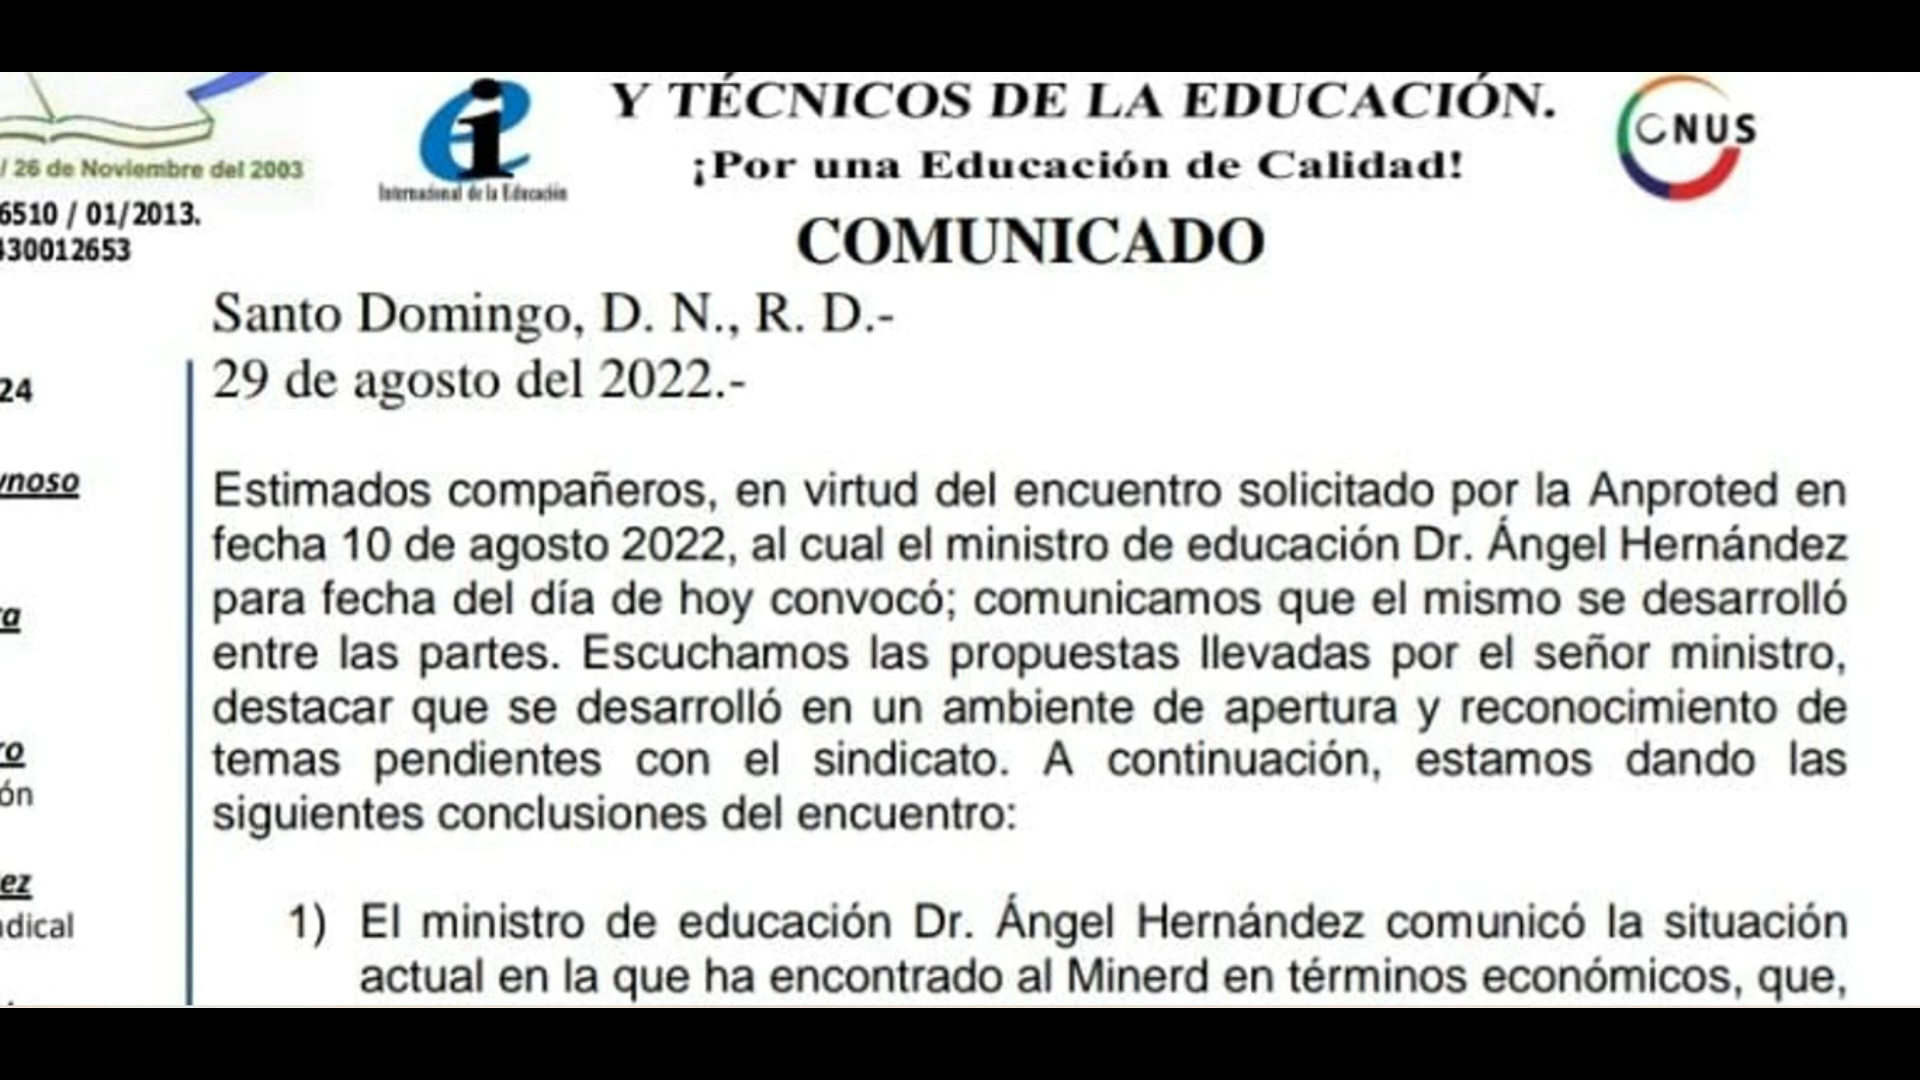 Y TÉCNICOS DE LA EDUCACIÓN.
¡Por una Educación de Calidad!
CNUS
Internacional de la Educación
/ 26 de Noviembre del 2003
6510 / 01/2013.
430012653
COMUNICADO
Santo Domingo, D. N., R. D.-
29 de agosto del 2022.-
24
ynoso
ra
ro
ón
ez
dical
Estimados compañeros, en virtud del encuentro solicitado por la Anproted en
fecha 10 de agosto 2022, al cual el ministro de educación Dr. Ángel Hernández
para fecha del día de hoy convocó; comunicamos que el mismo se desarrolló
entre las partes. Escuchamos las propuestas llevadas por el señor ministro,
destacar que se desarrolló en un ambiente de apertura y reconocimiento de
temas pendientes con el sindicato. A continuación, estamos dando las
siguientes conclusiones del encuentro:
1) El ministro de educación Dr. Ángel Hernández comunicó la situación
actual en la que ha encontrado al Minerd en términos económicos, que,